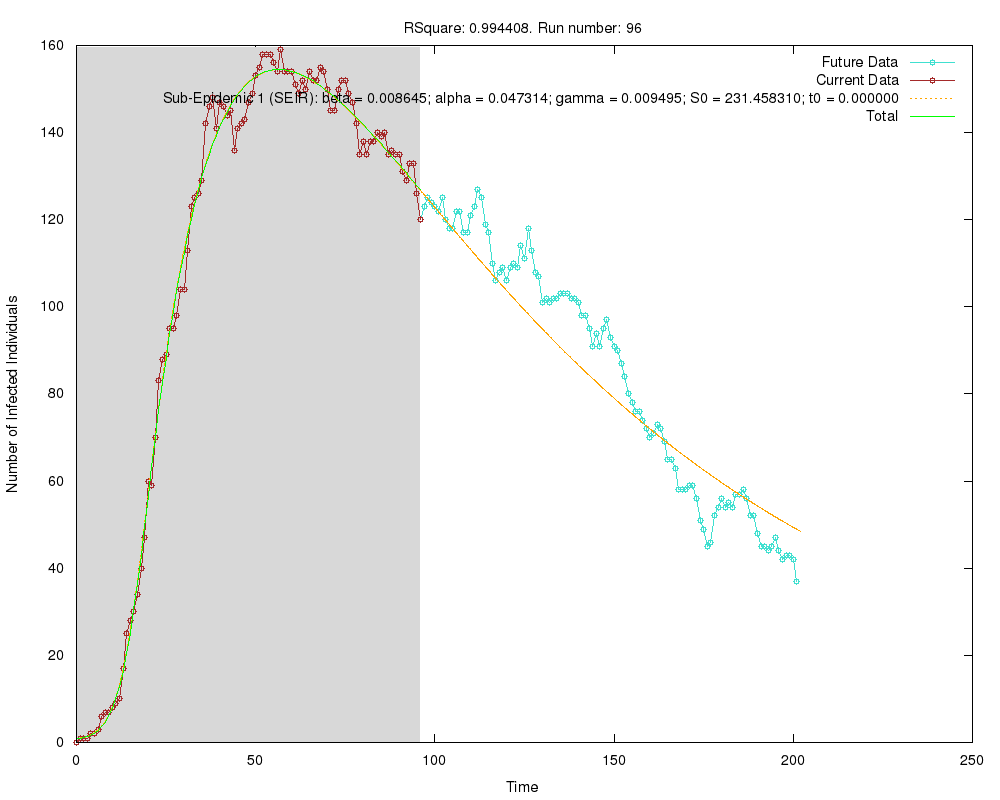 RSquare: 0.994408. Run number: 96
Future Data
Current Data
Sub-Epidemic 1 (SEIR): beta = 0.008645; alpha = 0.047314; gamma = 0.009495; S0 = 231.458310; t0 = 0.000000
Total
Number of Infected Individuals
160
140
120
100
80
60
40
20
0
0 50 100 150 200 250
Time